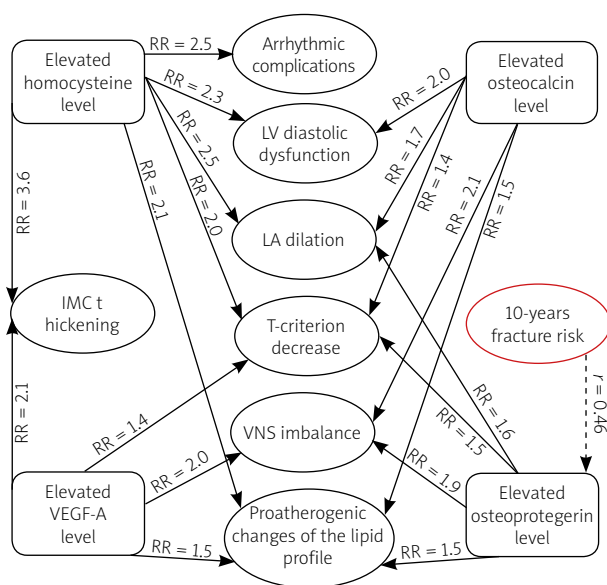 Elevated
homocysteine
level
RR = 2.5
Arrhythmic
complications
Elevated
osteocalcin
level
RR = 2.3
LV diastolic
dysfunction
RR = 2.0
RR = 2.5
RR = 2.0
RR = 2.1
RR = 3.6
LA dilation
RR = 1.7
RR = 1.4
RR = 2.1
RR = 1.5
IMC t
hickening
T-criterion
decrease
10-years
fracture risk
r = 0.46
RR = 2.1
RR = 1.4
RR = 2.0
VNS imbalance
RR = 1.6
RR = 1.5
RR = 1.9
Elevated
VEGF-A
level
RR = 1.5
Proatherogenic
changes of the lipid
profile
RR = 1.5
Elevated
osteoprotegerin
level